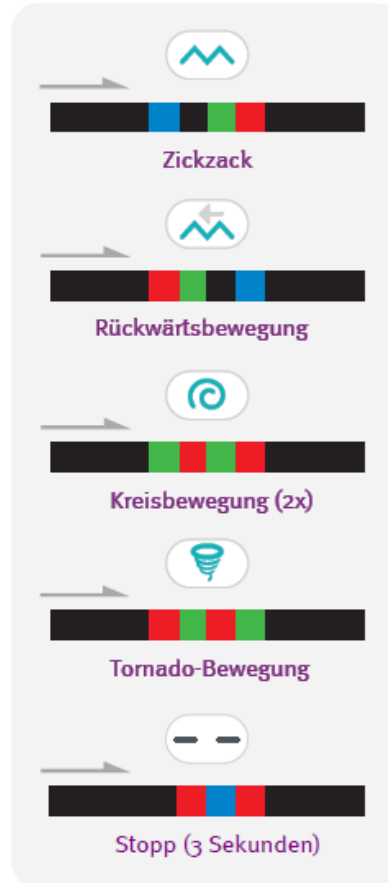 Zickzack
Rückwärtsbewegung
Kreisbewegung (2x)
Tornado-Bewegung
Stopp (3 Sekunden)